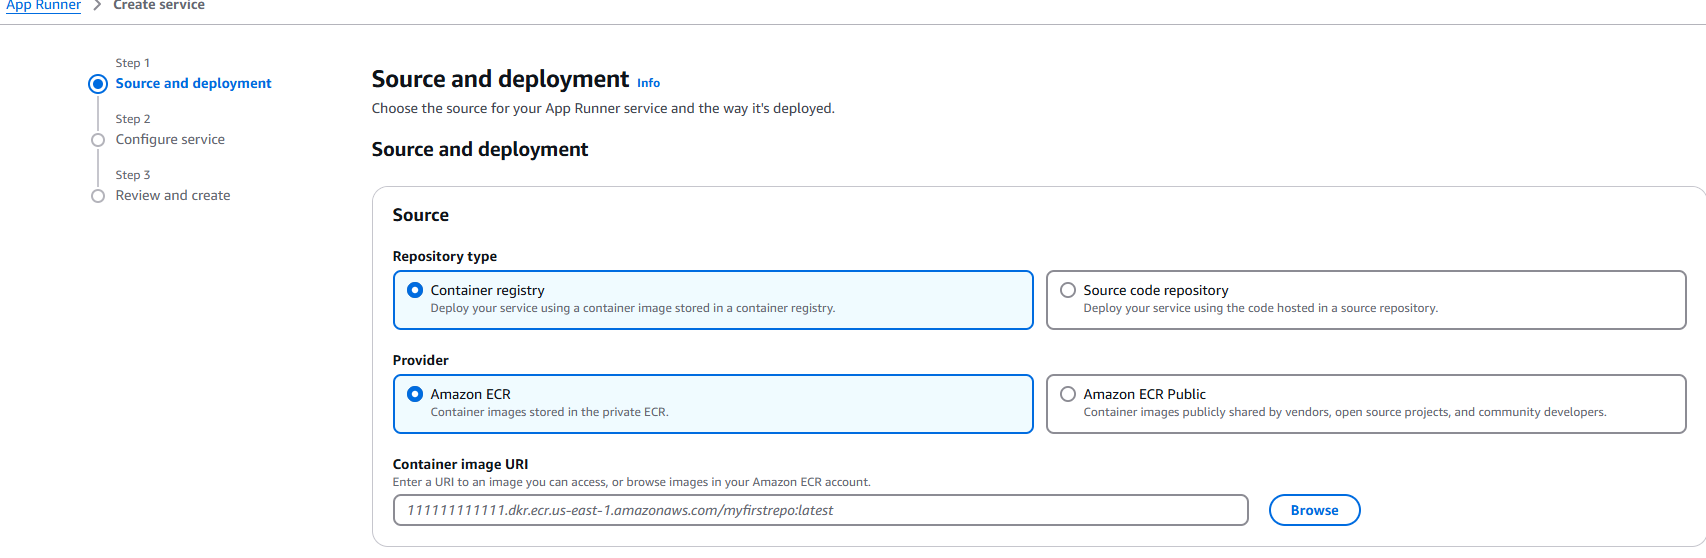 App Runner > Create service
Step 1
Source and deployment
Step 2
Configure service
Step 3
Review and create
Source and deployment Info
Choose the source for your App Runner service and the way it's deployed.
Source and deployment
Source
Repository type
Container registry
Deploy your service using a container image stored in a container registry.
Source code repository
Deploy your service using the code hosted in a source repository.
Provider
Amazon ECR
Container images stored in the private ECR.
Amazon ECR Public
Container images publicly shared by vendors, open source projects, and community developers.
Container image URI
Enter a URI to an image you can access, or browse images in your Amazon ECR account.
111111111111.dkr.ecr.us-east-1.amazonaws.com/myfirstrepo:latest
Browse